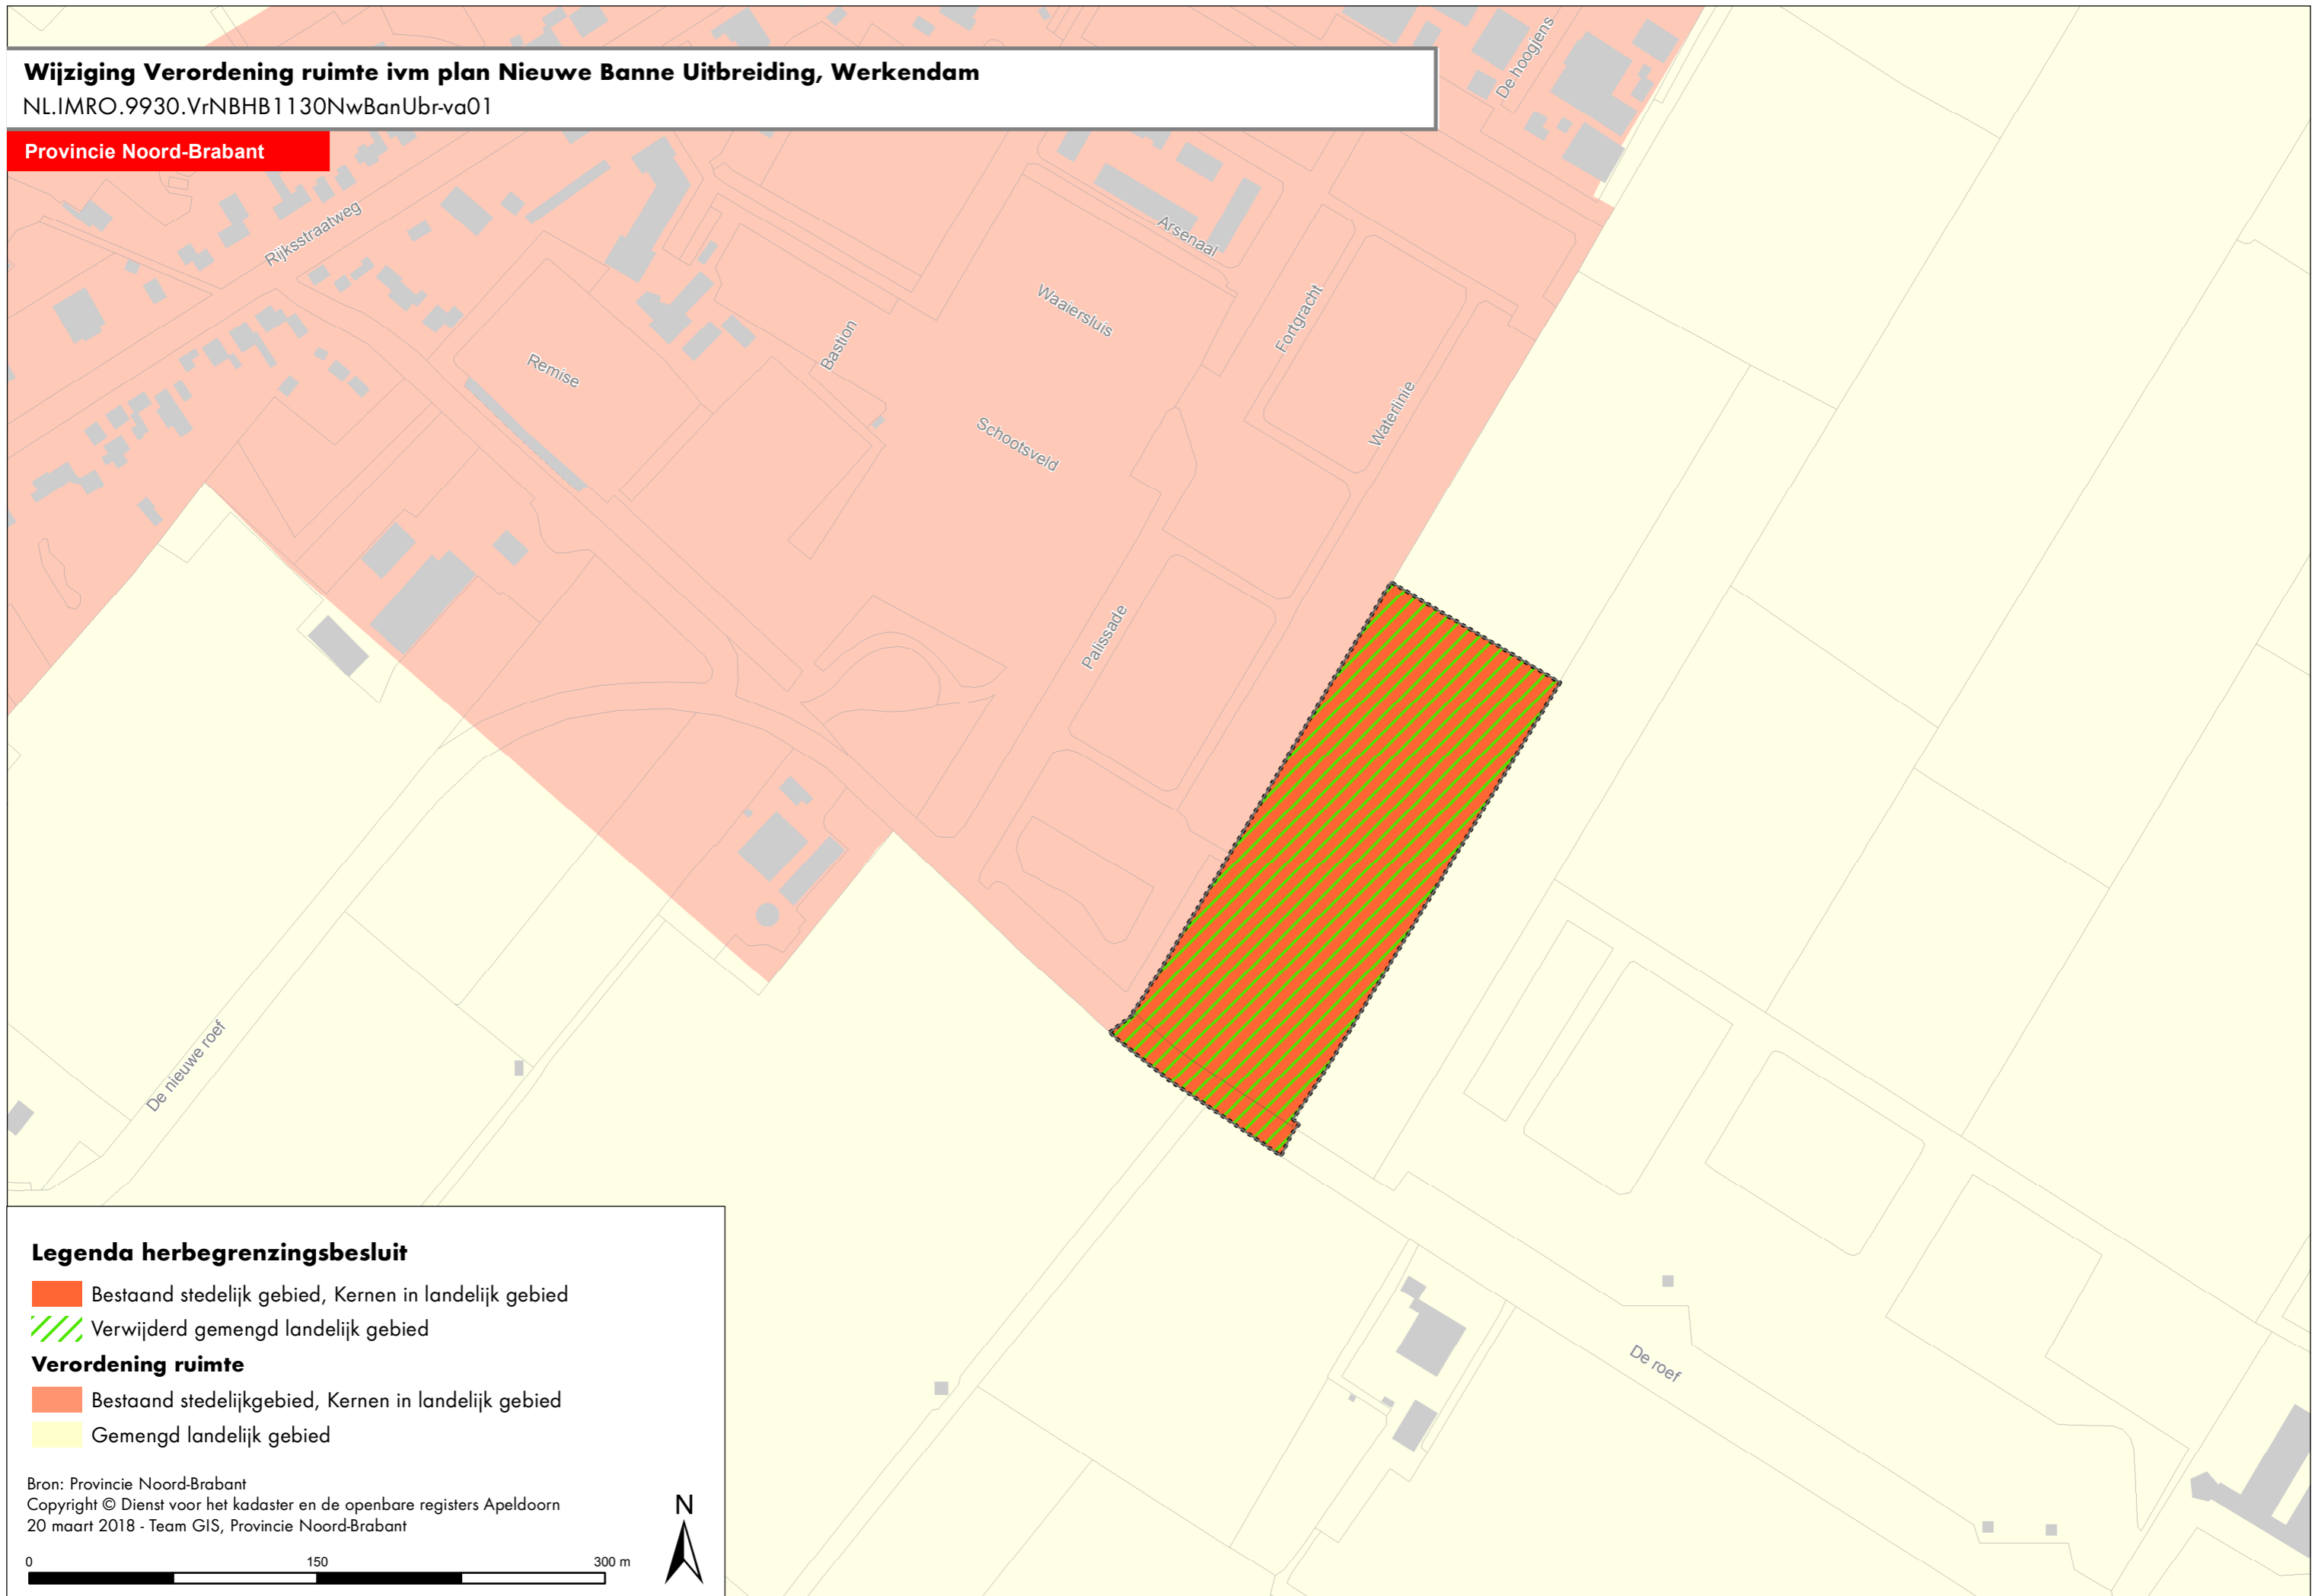 Wijziging Verordening ruimte ivm plan Nieuwe Banne Uitbreiding, Werkendam
NL.IMRO.9930.VrNBHB1130NwBanUbr-va01
Provincie Noord-Brabant
De hoogjens
Rijksstraatweg
Arsenaal
Waaiersluis
Fortgracht
Bastion
Remise
Waterlinie
Schootsveld
Palissade
De nieuwe roef
De roef
Legenda herbegrenzingsbesluit
Bestaand stedelijk gebied, Kernen in landelijk gebied
Verwijderd gemengd landelijk gebied
Verordening ruimte
Bestaand stedelijkgebied, Kernen in landelijk gebied
Gemengd landelijk gebied
Bron: Provincie Noord-Brabant
Copyright © Dienst voor het kadaster en de openbare registers Apeldoorn
20 maart 2018 - Team GIS, Provincie Noord-Brabant
N
0 150 300 m